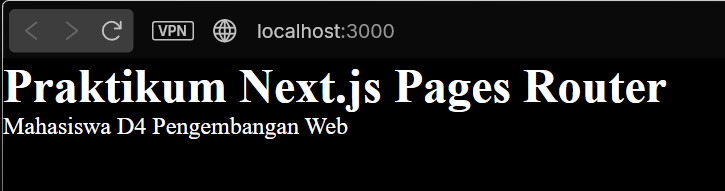 VPN localhost:3000
Praktikum Next.js Pages Router
Mahasiswa D4 Pengembangan Web